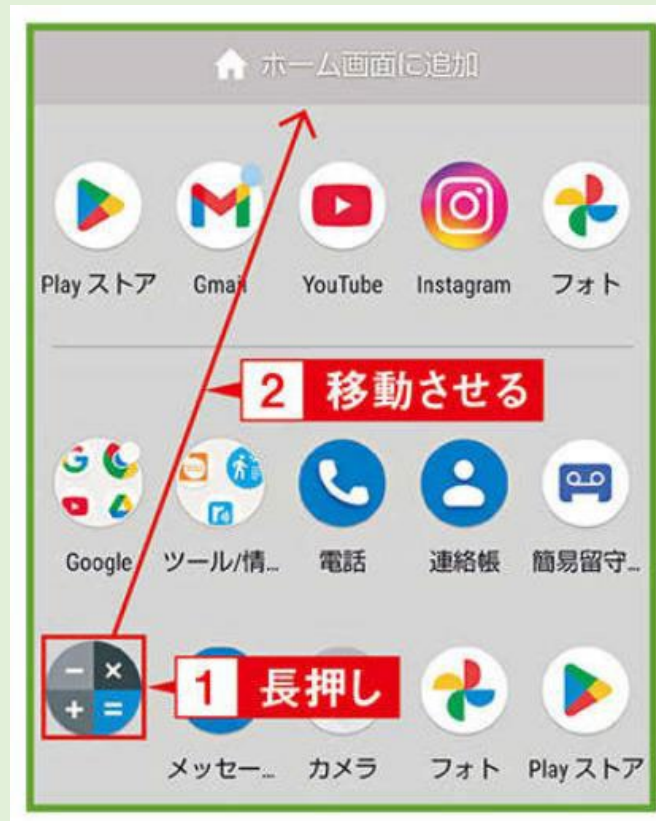 ホーム画面に追加
Play ストア Gmail YouTube Instagram フォト
2 移動させる
Google ツール/情... 電話 連絡帳 簡易留守...
1 長押し
メッセー... カメラ フォト Play ストア